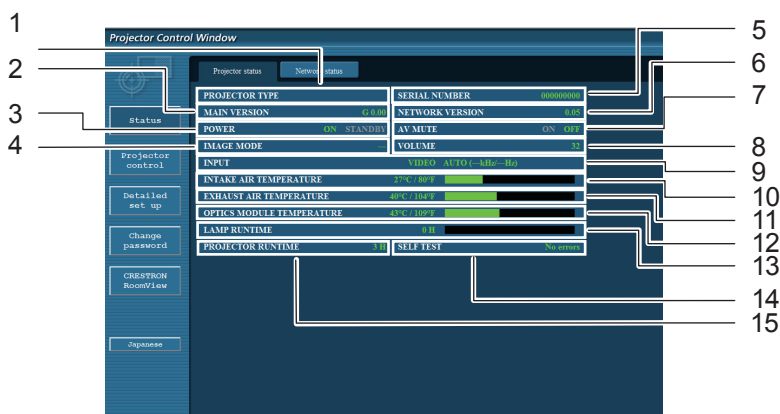 Projector Control Window
1
2
3
4
5
6
7
8
9
10
11
12
13
14
15
Projector status
Network status
Status
Projector control
Detailed set up
Change password
CRESTRON RoomView
Japanese
PROJECTOR TYPE
SERIAL NUMBER 000000000
MAIN VERSION G 0.00
NETWORK VERSION 0.05
POWER ON STANDBY
AV MUTE ON OFF
IMAGE MODE ---
VOLUME 32
INPUT VIDEO AUTO (---kHz/---Hz)
INTAKE AIR TEMPERATURE 27°C / 80°F
EXHAUST AIR TEMPERATURE 40°C / 104°F
OPTICS MODULE TEMPERATURE 43°C / 109°F
LAMP RUNTIME 0 H
PROJECTOR RUNTIME 3 H
SELF TEST No errors